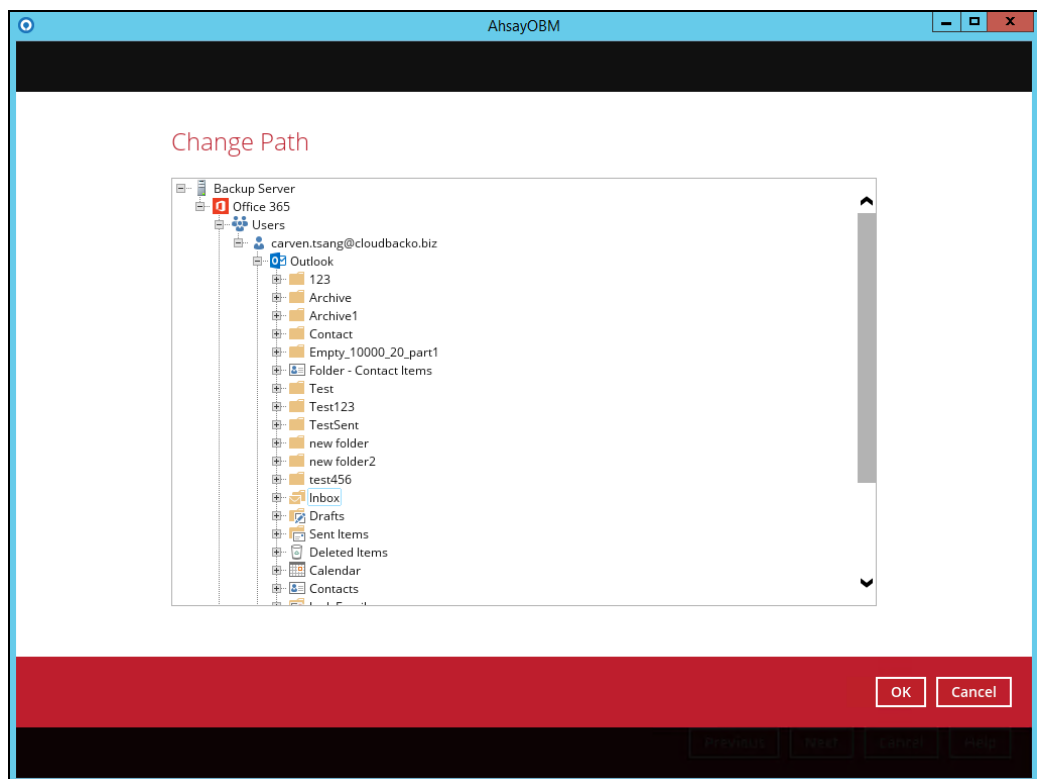 AhsayOBM
Change Path
Backup Server
Office 365
Users
carven.tsang@cloudbacko.biz
Outlook
123
Archive
Archive1
Contact
Empty_10000_20_part1
Folder - Contact Items
Test
Test123
TestSent
new folder
new folder2
test456
Inbox
Drafts
Sent Items
Deleted Items
Calendar
Contacts
OK Cancel
Previous Next Cancel Help